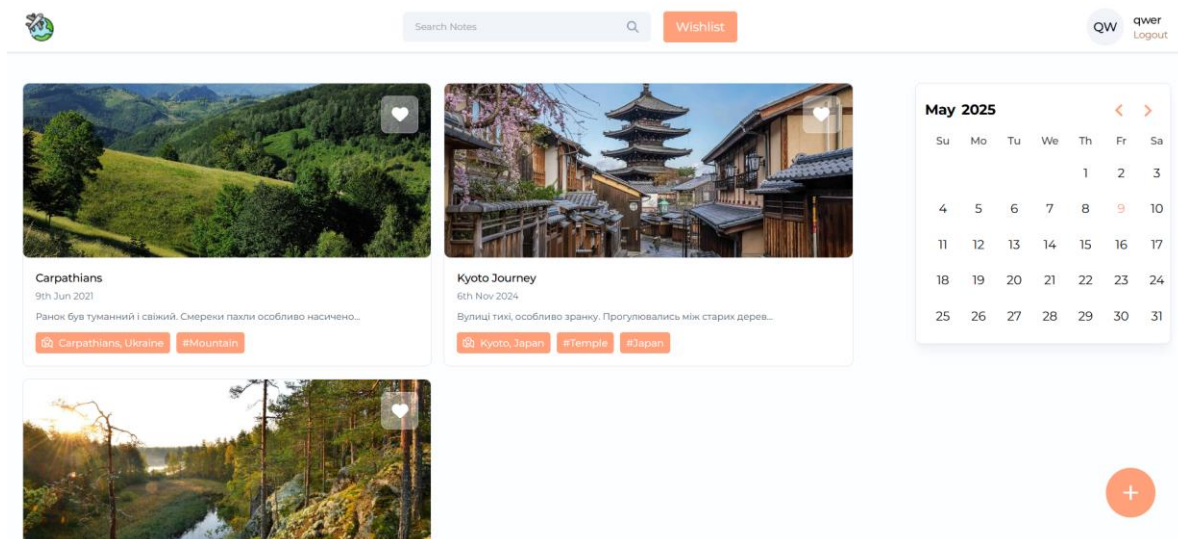 Search Notes
Wishlist
QW
qwer
Logout
Carpathians
9th Jun 2021
Ранок був туманний і свіжий. Смереки пахли особливо насичено...
Carpathians, Ukraine #Mountain
Kyoto Journey
6th Nov 2024
Вулиці тихі, особливо зранку. Прогулювались між старих дерев...
Kyoto, Japan #Temple #Japan
May 2025
Su Mo Tu We Th Fr Sa
1 2 3
4 5 6 7 8 9 10
11 12 13 14 15 16 17
18 19 20 21 22 23 24
25 26 27 28 29 30 31